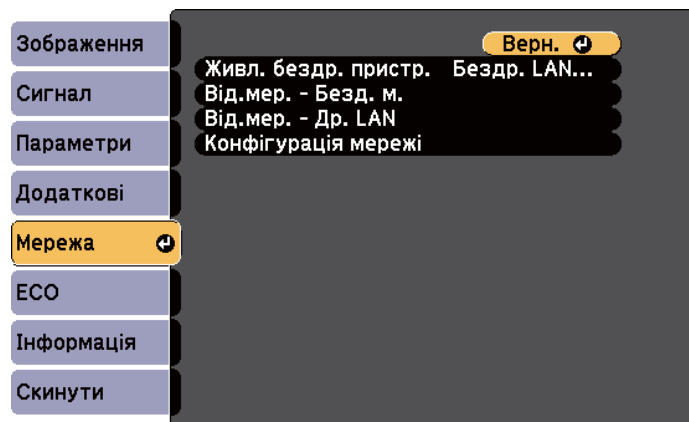 Зображення
Сигнал
Параметри
Додаткові
Мережа
ECO
Інформація
Скинути
Верн.
Живл. бездр. пристр. Бездр. LAN...
Від.мер. - Безд. м.
Від.мер. - Др. LAN
Конфігурація мережі